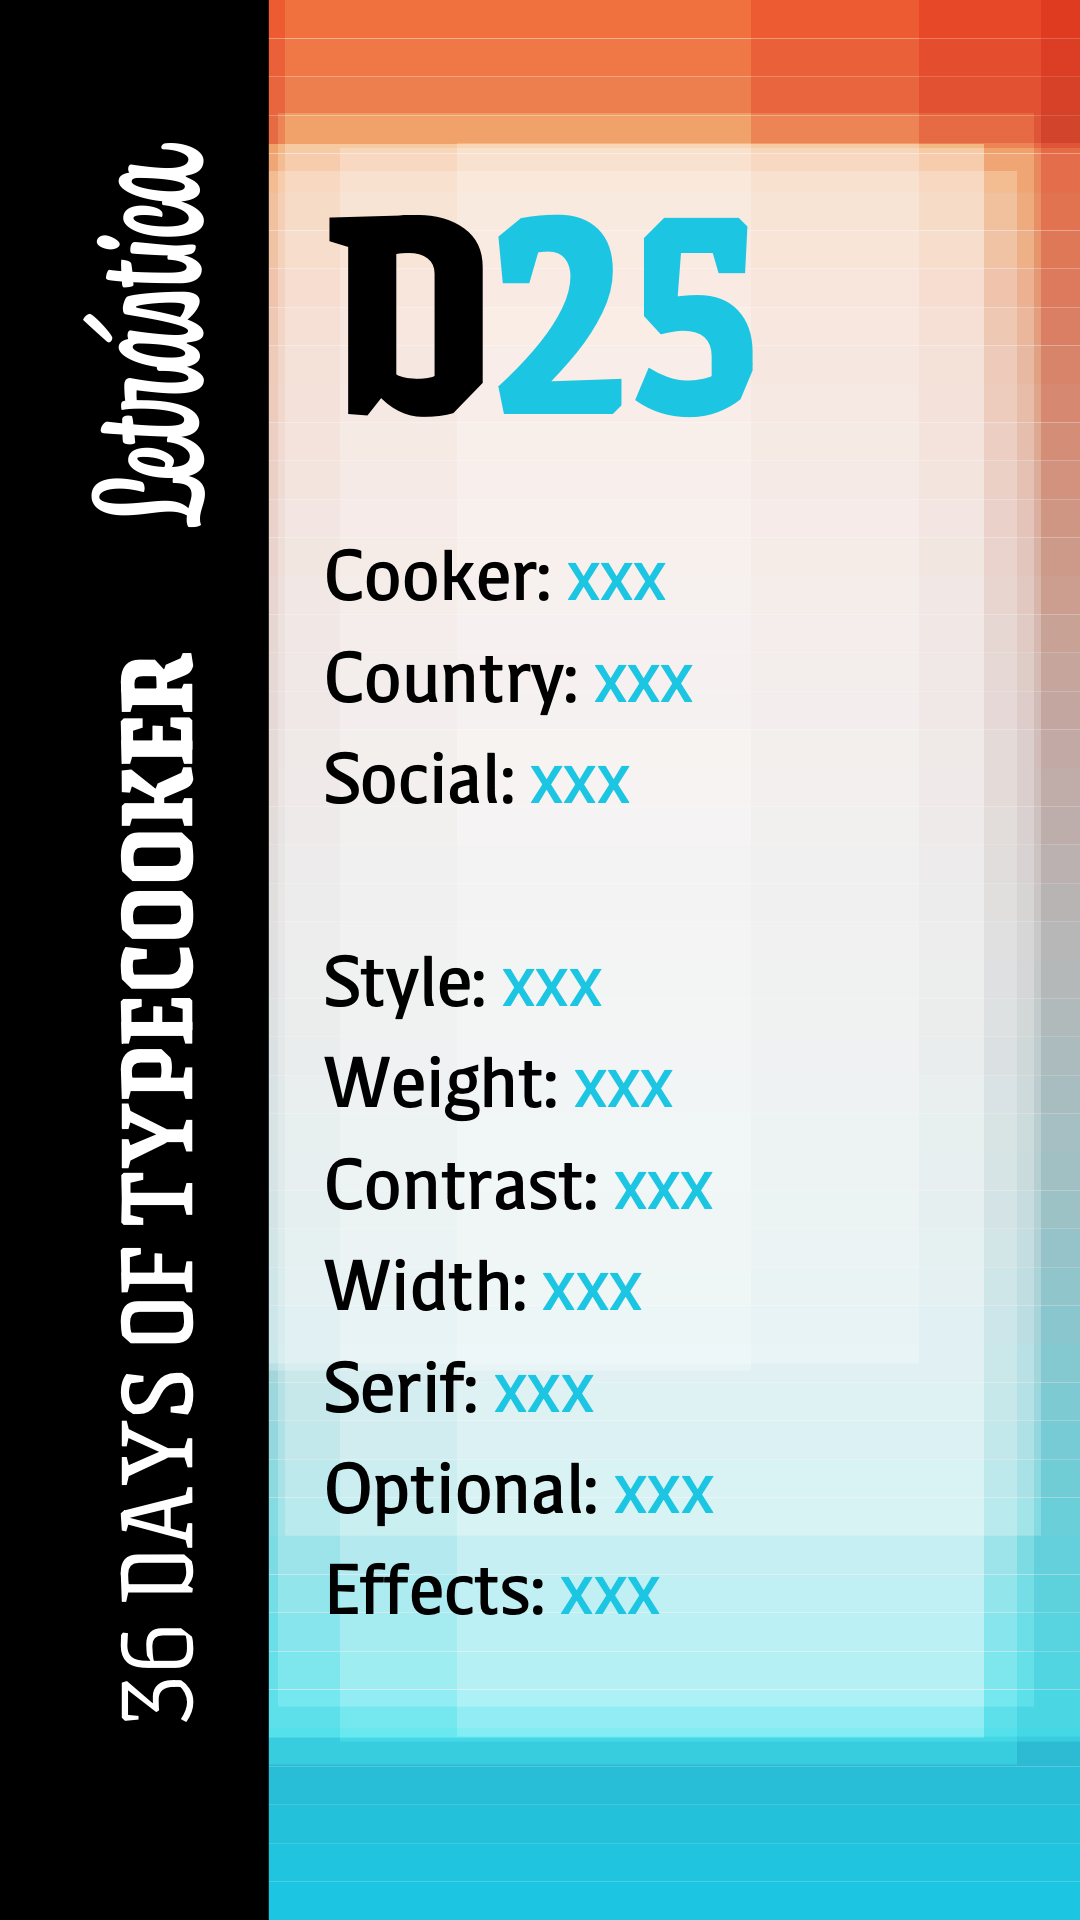 Letrástica
36 DAYS OF TYPECOOKER
D25
Cooker: xxx
Country: xxx
Social: xxx
Style: xxx
Weight: xxx
Contrast: xxx
Width: xxx
Serif: xxx
Optional: xxx
Effects: xxx